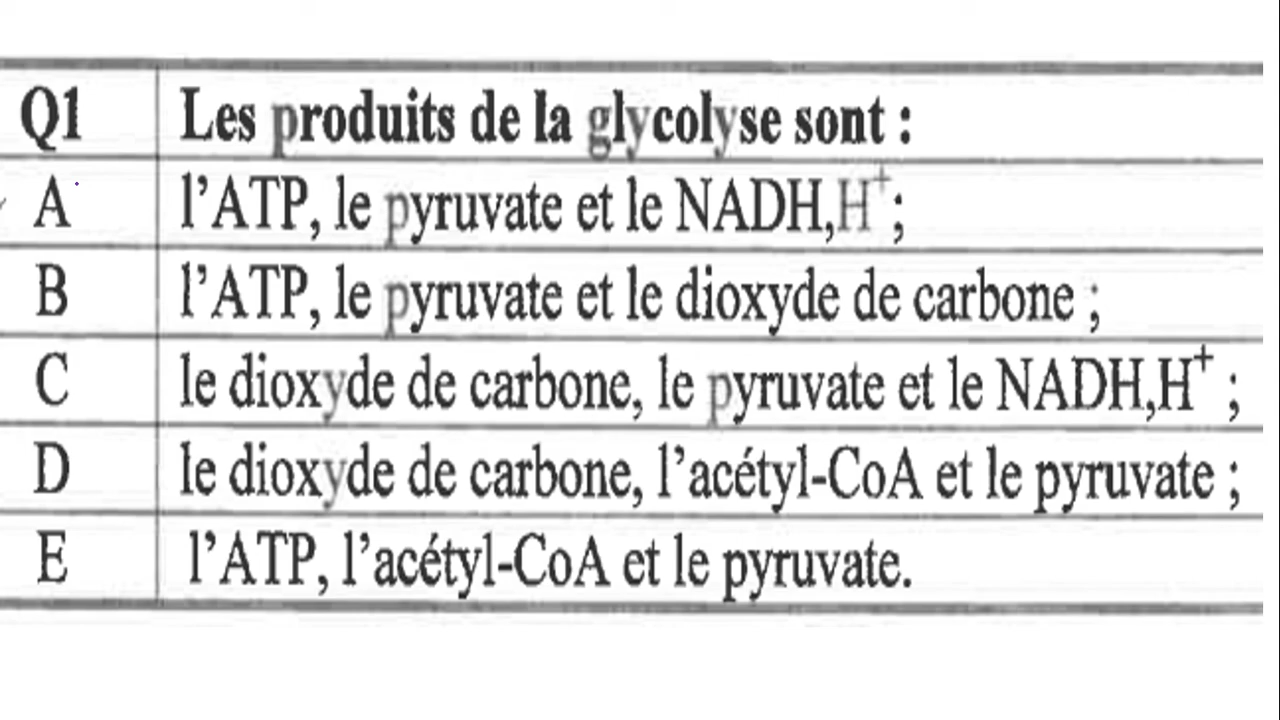 Q1 Les produits de la glycolyse sont :
A l’ATP, le pyruvate et le NADH,H⁺ ;
B l’ATP, le pyruvate et le dioxyde de carbone ;
C le dioxyde de carbone, le pyruvate et le NADH,H⁺ ;
D le dioxyde de carbone, l’acétyl-CoA et le pyruvate ;
E l’ATP, l’acétyl-CoA et le pyruvate.